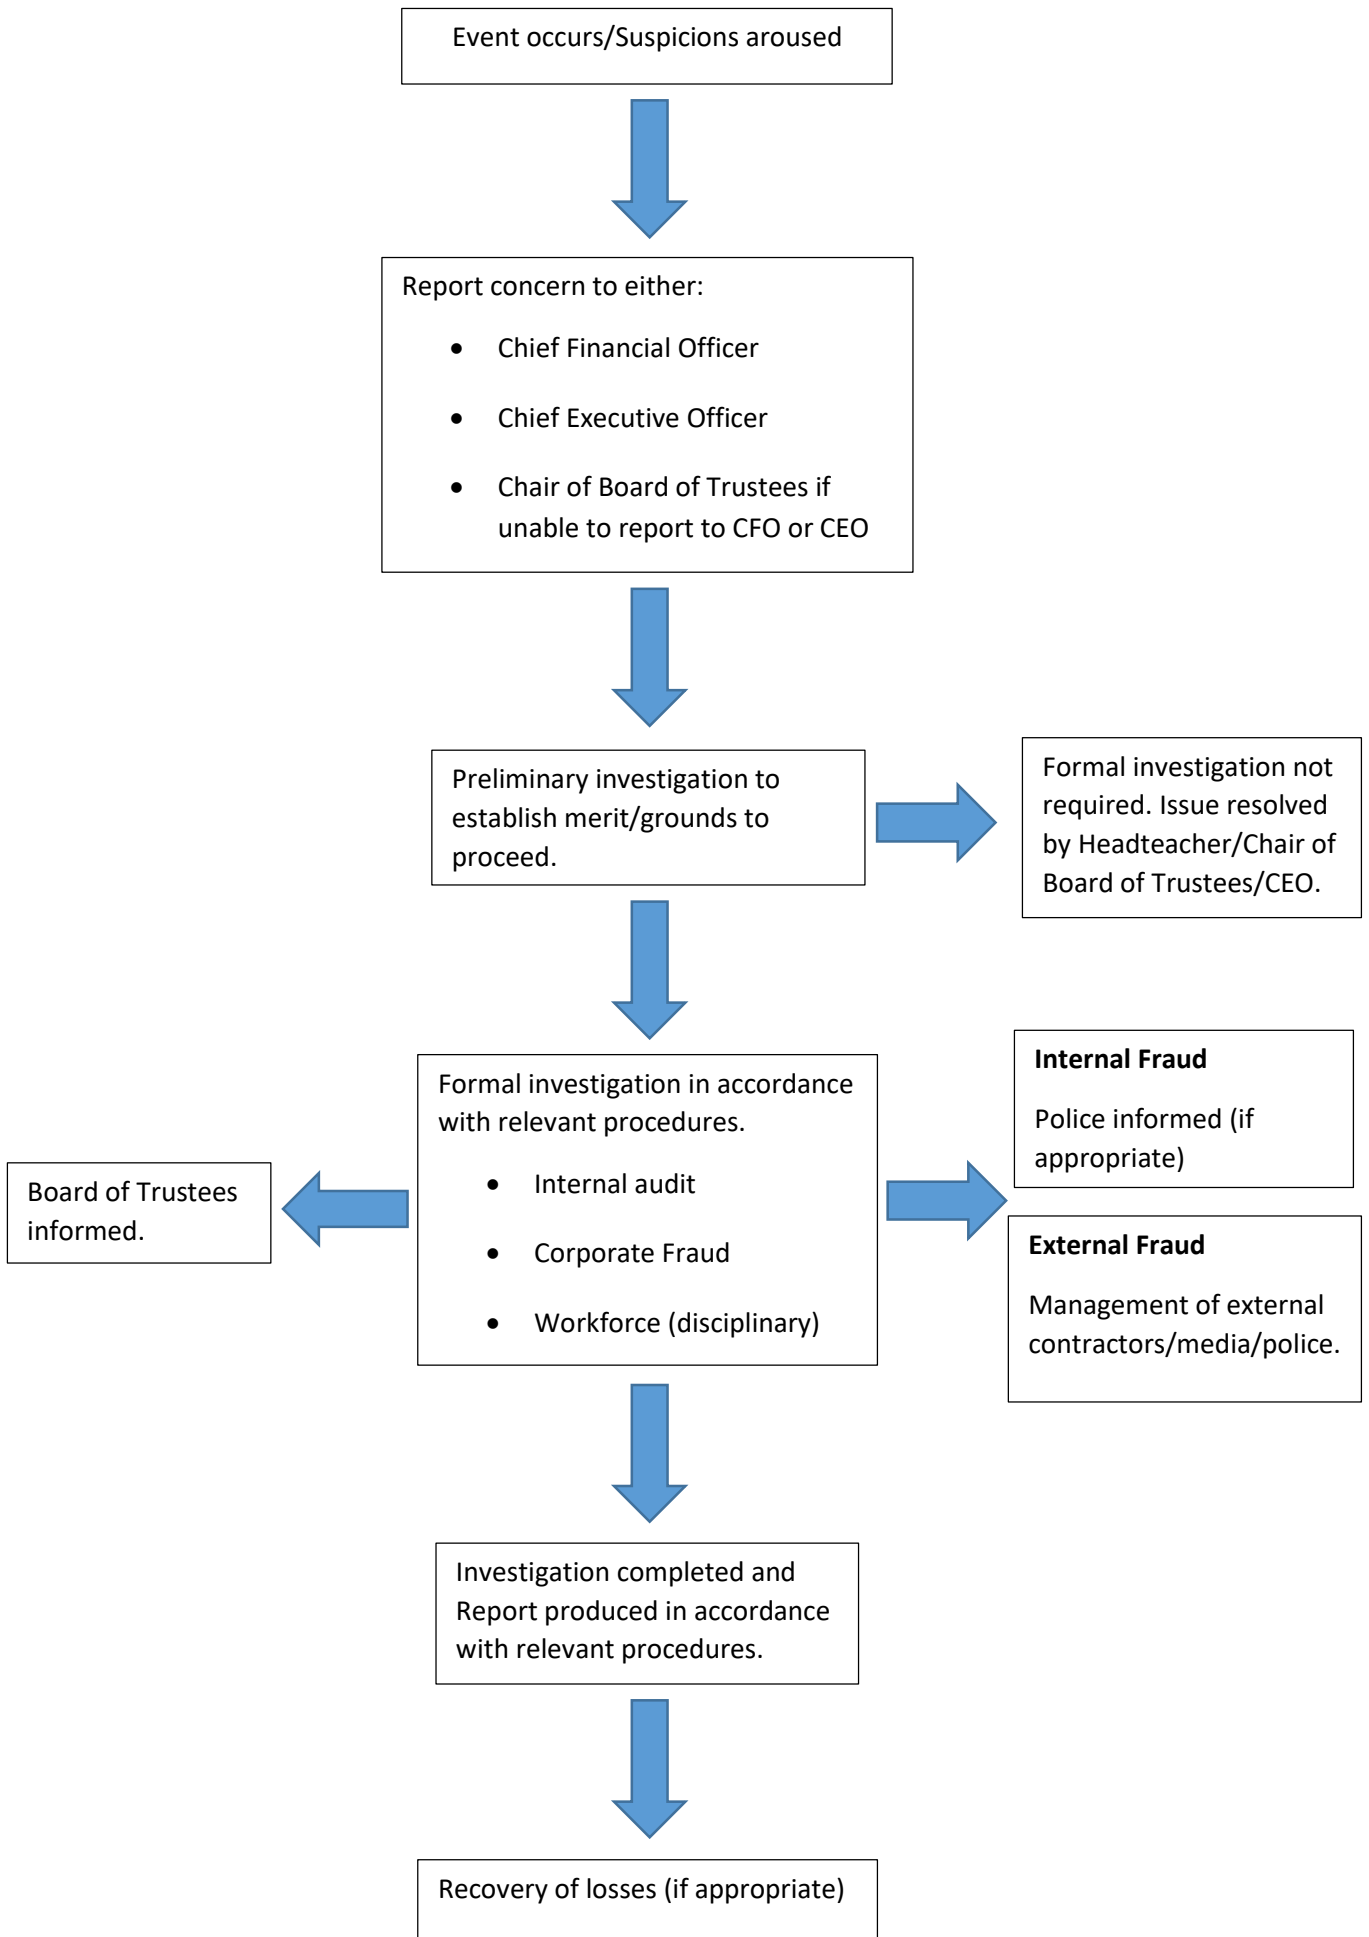 Event occurs/Suspicions aroused
Report concern to either:
• Chief Financial Officer
• Chief Executive Officer
• Chair of Board of Trustees if
unable to report to CFO or CEO
Preliminary investigation to
establish merit/grounds to
proceed.
Formal investigation not
required. Issue resolved
by Headteacher/Chair of
Board of Trustees/CEO.
Formal investigation in accordance
with relevant procedures.
• Internal audit
• Corporate Fraud
• Workforce (disciplinary)
Board of Trustees
informed.
Internal Fraud
Police informed (if
appropriate)
External Fraud
Management of external
contractors/media/police.
Investigation completed and
Report produced in accordance
with relevant procedures.
Recovery of losses (if appropriate)